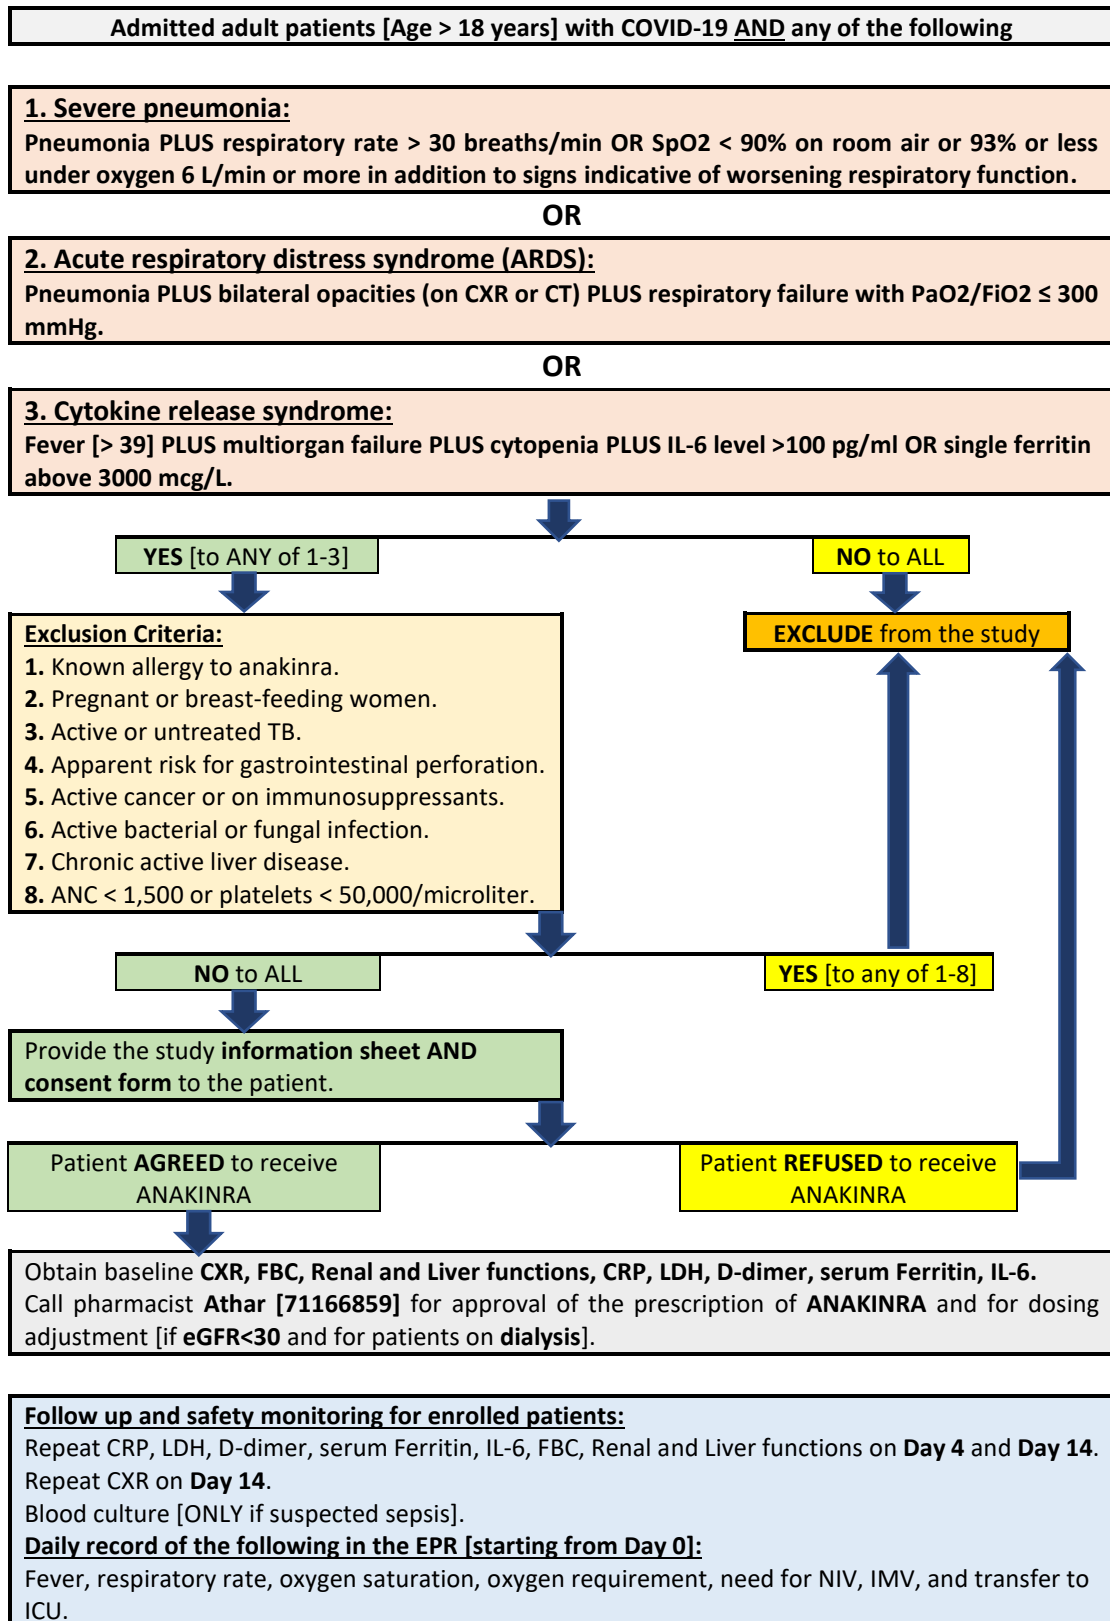 Admitted adult patients [Age > 18 years] with COVID-19 AND any of the following
1. Severe pneumonia:
Pneumonia PLUS respiratory rate > 30 breaths/min OR SpO2 < 90% on room air or 93% or less
under oxygen 6 L/min or more in addition to signs indicative of worsening respiratory function.
OR
2. Acute respiratory distress syndrome (ARDS):
Pneumonia PLUS bilateral opacities (on CXR or CT) PLUS respiratory failure with PaO2/FiO2 ≤ 300
mmHg.
OR
3. Cytokine release syndrome:
Fever [> 39] PLUS multiorgan failure PLUS cytopenia PLUS IL-6 level >100 pg/ml OR single ferritin
above 3000 mcg/L.
YES [to ANY of 1-3]
NO to ALL
Exclusion Criteria:
1. Known allergy to anakinra.
2. Pregnant or breast-feeding women.
3. Active or untreated TB.
4. Apparent risk for gastrointestinal perforation.
5. Active cancer or on immunosuppressants.
6. Active bacterial or fungal infection.
7. Chronic active liver disease.
8. ANC < 1,500 or platelets < 50,000/microliter.
EXCLUDE from the study
NO to ALL
YES [to any of 1-8]
Provide the study information sheet AND
consent form to the patient.
Patient AGREED to receive
ANAKINRA
Patient REFUSED to receive
ANAKINRA
Obtain baseline CXR, FBC, Renal and Liver functions, CRP, LDH, D-dimer, serum Ferritin, IL-6.
Call pharmacist Athar [71166859] for approval of the prescription of ANAKINRA and for dosing
adjustment [if eGFR<30 and for patients on dialysis].
Follow up and safety monitoring for enrolled patients:
Repeat CRP, LDH, D-dimer, serum Ferritin, IL-6, FBC, Renal and Liver functions on Day 4 and Day 14.
Repeat CXR on Day 14.
Blood culture [ONLY if suspected sepsis].
Daily record of the following in the EPR [starting from Day 0]:
Fever, respiratory rate, oxygen saturation, oxygen requirement, need for NIV, IMV, and transfer to
ICU.